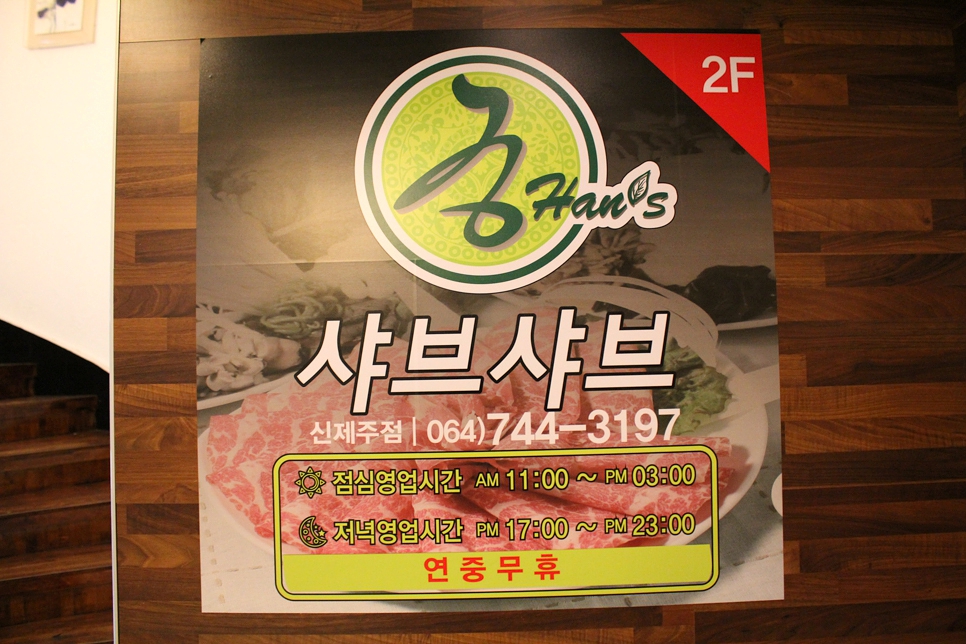 2F
Han's
샤브샤브
신제주점 | 064)744-3197
점심영업시간 AM 11:00 ~ PM 03:00
저녁영업시간 PM 17:00 ~ PM 23:00
연중무휴